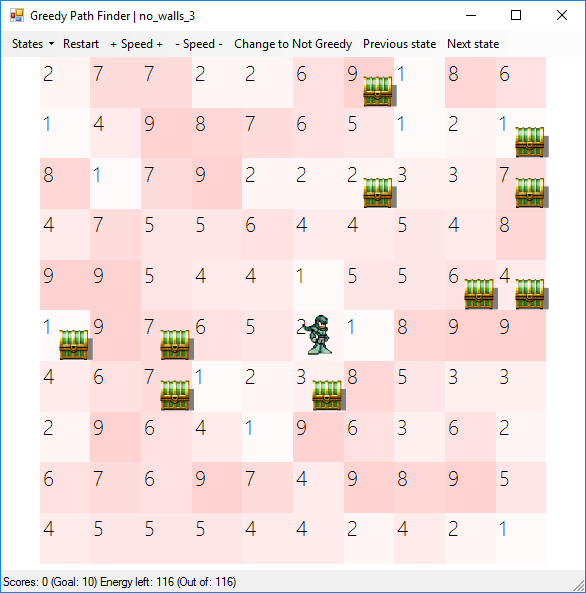 Greedy Path Finder | no_walls_3
States Restart + Speed + - Speed - Change to Not Greedy Previous state Next state
2 7 7 2 2 6 9 1 8 6
1 4 9 8 7 6 5 1 2 1
8 1 7 9 2 2 2 3 3 7
4 7 5 5 6 4 4 5 4 8
9 9 5 4 4 1 5 5 6 4
1 9 7 6 5 2 1 8 9 9
4 6 7 1 2 3 8 5 3 3
2 9 6 4 1 9 6 3 6 2
6 7 6 9 7 4 9 8 9 5
4 5 5 5 4 4 2 4 2 1
Scores: 0 (Goal: 10) Energy left: 116 (Out of: 116)